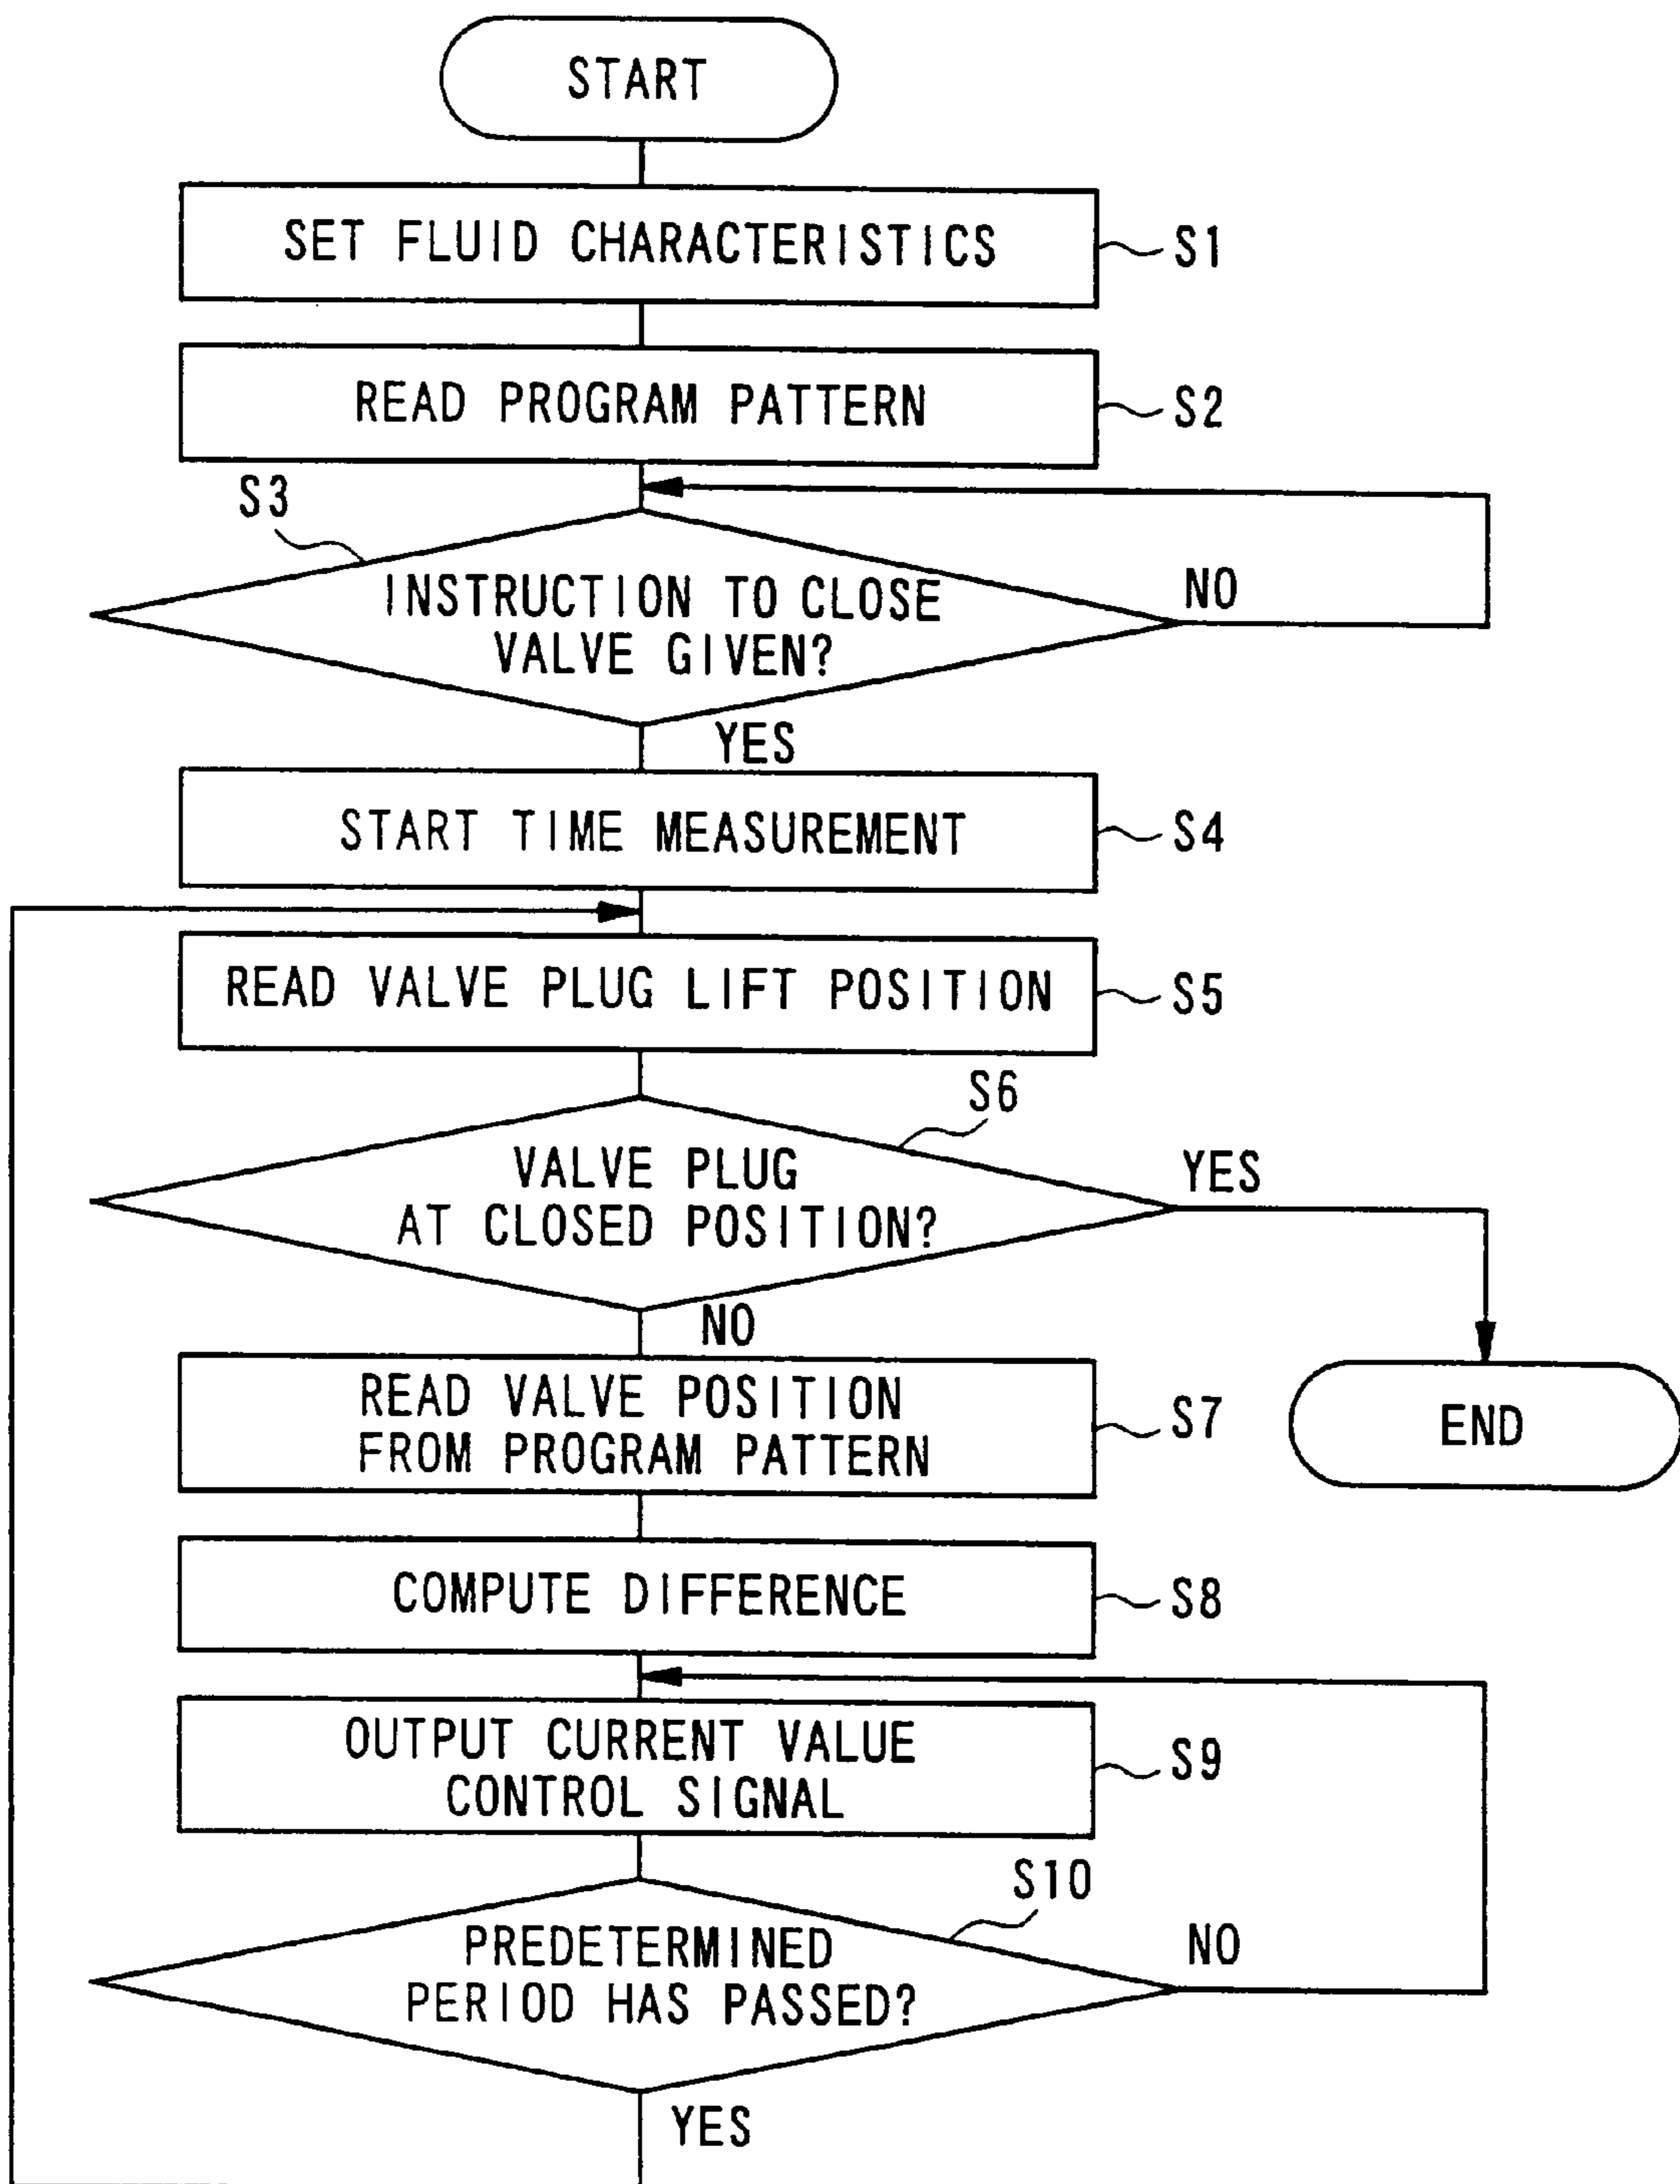 START
SET FLUID CHARACTERISTICS
S1
READ PROGRAM PATTERN
S2
S3
INSTRUCTION TO CLOSE
VALVE GIVEN?
NO
YES
START TIME MEASUREMENT
S4
READ VALVE PLUG LIFT POSITION
S5
S6
VALVE PLUG
AT CLOSED POSITION?
YES
NO
READ VALVE POSITION
FROM PROGRAM PATTERN
S7
END
COMPUTE DIFFERENCE
S8
OUTPUT CURRENT VALUE
CONTROL SIGNAL
S9
S10
PREDETERMINED
PERIOD HAS PASSED?
NO
YES